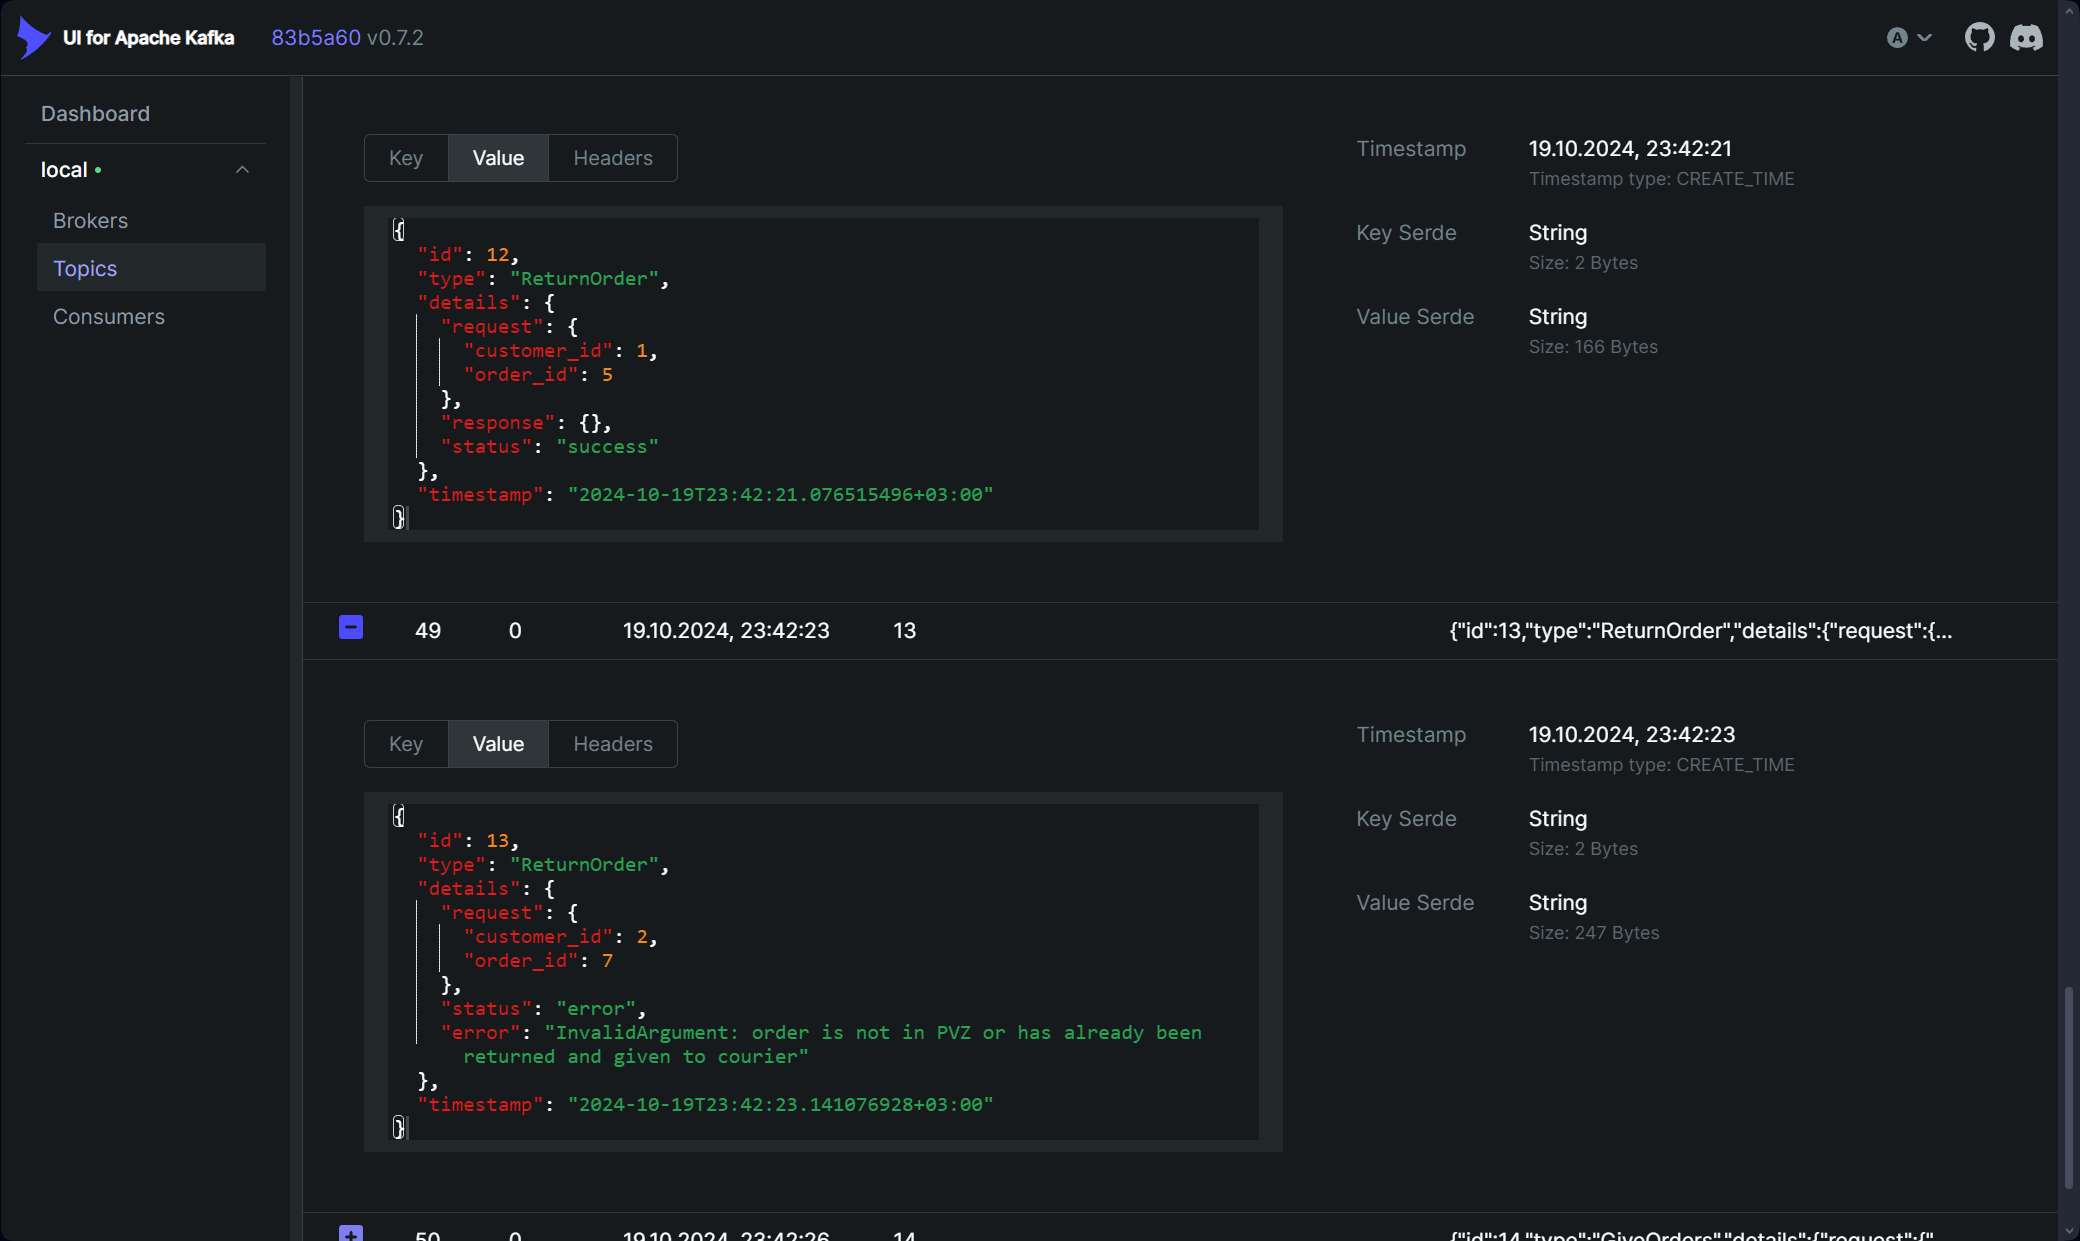 UI for Apache Kafka 83b5a60 v0.7.2 A
Dashboard
local
Brokers
Topics
Consumers
Key Value Headers
{
"id": 12,
"type": "ReturnOrder",
"details": {
"request": {
"customer_id": 1,
"order_id": 5
},
"response": {},
"status": "success"
},
"timestamp": "2024-10-19T23:42:21.076515496+03:00"
}
Timestamp 19.10.2024, 23:42:21
Timestamp type: CREATE_TIME
Key Serde String
Size: 2 Bytes
Value Serde String
Size: 166 Bytes
49 0 19.10.2024, 23:42:23 13 {"id":13,"type":"ReturnOrder","details":{"request":{...
Key Value Headers
{
"id": 13,
"type": "ReturnOrder",
"details": {
"request": {
"customer_id": 2,
"order_id": 7
},
"status": "error",
"error": "InvalidArgument: order is not in PVZ or has already been
returned and given to courier"
},
"timestamp": "2024-10-19T23:42:23.141076928+03:00"
}
Timestamp 19.10.2024, 23:42:23
Timestamp type: CREATE_TIME
Key Serde String
Size: 2 Bytes
Value Serde String
Size: 247 Bytes
50 0 19.10.2024, 23:42:26 14 {"id":14,"type":"GiveOrders","details":{"request":{"